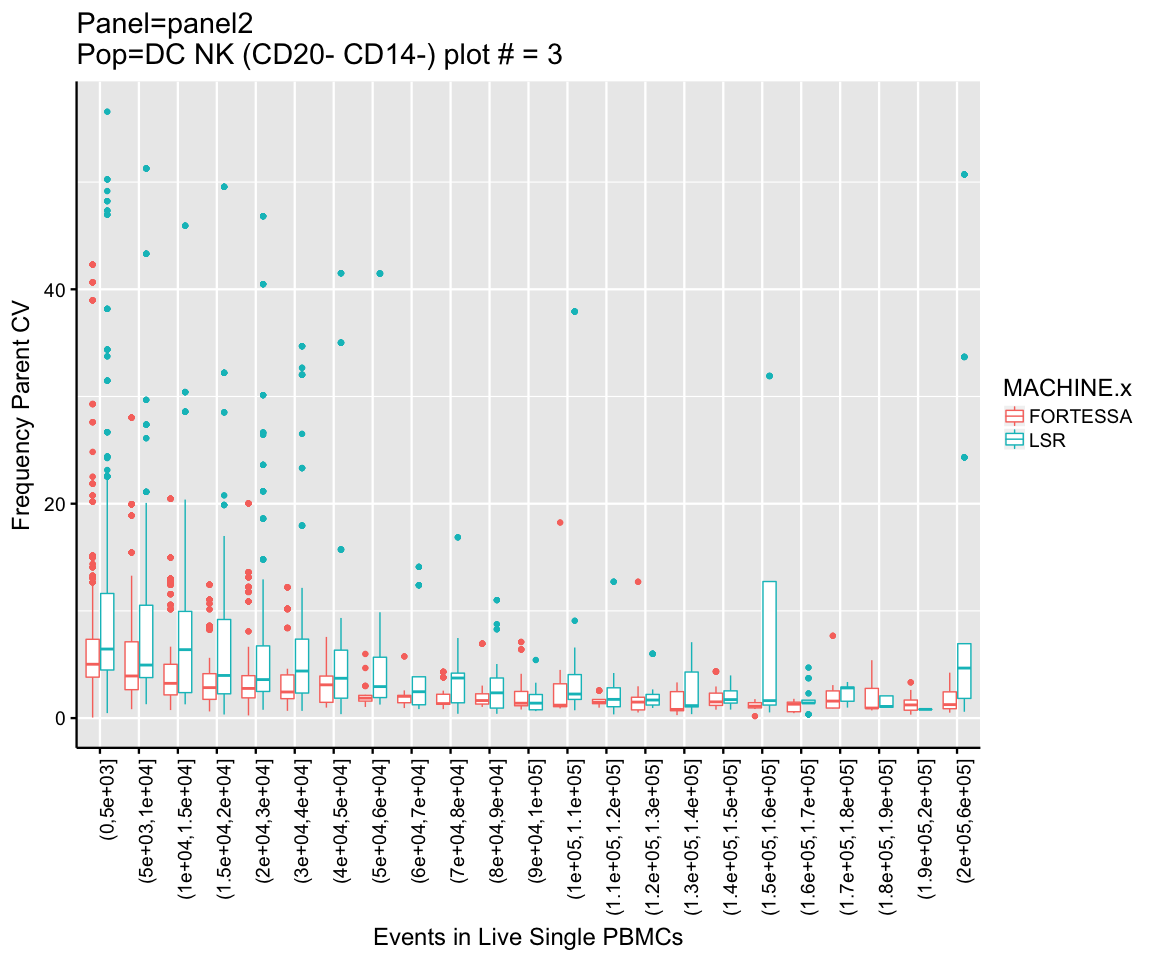 Panel=panel2
Pop=DC NK (CD20- CD14-) plot # = 3
Frequency Parent CV
40
20
0
MACHINE.x
FORTESSA
LSR
(0,5e+03]
(5e+03,1e+04]
(1e+04,1.5e+04]
(1.5e+04,2e+04]
(2e+04,3e+04]
(3e+04,4e+04]
(4e+04,5e+04]
(5e+04,6e+04]
(6e+04,7e+04]
(7e+04,8e+04]
(8e+04,9e+04]
(9e+04,1e+05]
(1e+05,1.1e+05]
(1.1e+05,1.2e+05]
(1.2e+05,1.3e+05]
(1.3e+05,1.4e+05]
(1.4e+05,1.5e+05]
(1.5e+05,1.6e+05]
(1.6e+05,1.7e+05]
(1.7e+05,1.8e+05]
(1.8e+05,1.9e+05]
(1.9e+05,2e+05]
(2e+05,6e+05]
Events in Live Single PBMCs